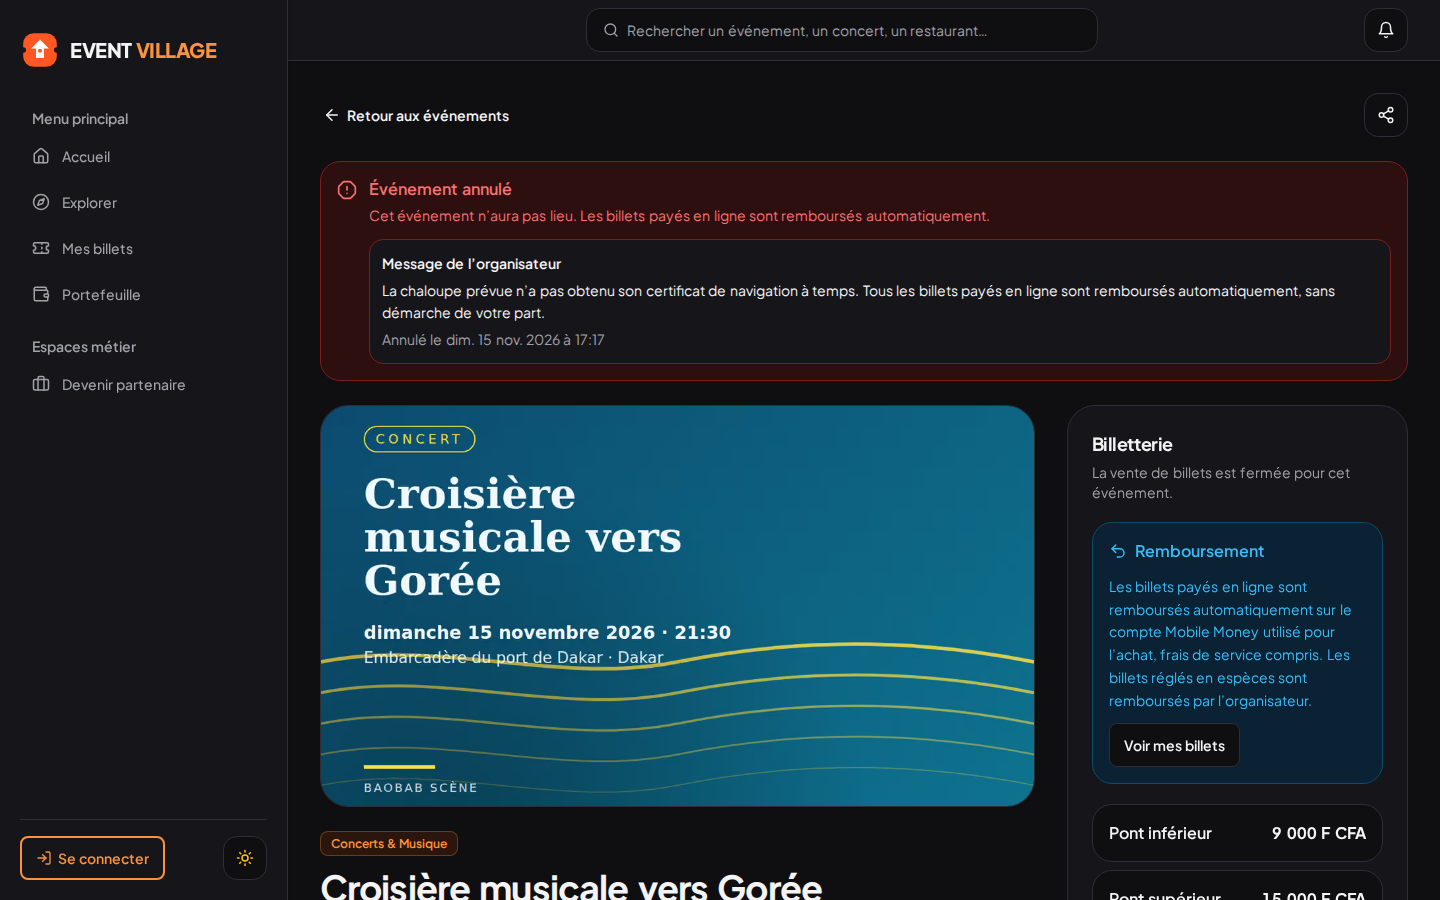 EVENT VILLAGE
Rechercher un événement, un concert, un restaurant...
Menu principal
Accueil
Explorer
Mes billets
Portefeuille
Espaces métier
Devenir partenaire
Se connecter
Retour aux événements
Événement annulé
Cet événement n'aura pas lieu. Les billets payés en ligne sont remboursés automatiquement.
Message de l'organisateur
La chaloupe prévue n'a pas obtenu son certificat de navigation à temps. Tous les billets payés en ligne sont remboursés automatiquement, sans
démarche de votre part.
Annulé le dim. 15 nov. 2026 à 17:17
CONCERT
Croisière
musicale vers
Gorée
dimanche 15 novembre 2026 · 21:30
Embarcadère du port de Dakar · Dakar
BAOBAB SCÈNE
Concerts & Musique
Croisière musicale vers Gorée
Billetterie
La vente de billets est fermée pour cet
événement.
Remboursement
Les billets payés en ligne sont
remboursés automatiquement sur le
compte Mobile Money utilisé pour
l'achat, frais de service compris. Les
billets réglés en espèces sont
remboursés par l'organisateur.
Voir mes billets
Pont inférieur 9 000 F CFA
Pont supérieur 15 000 F CFA